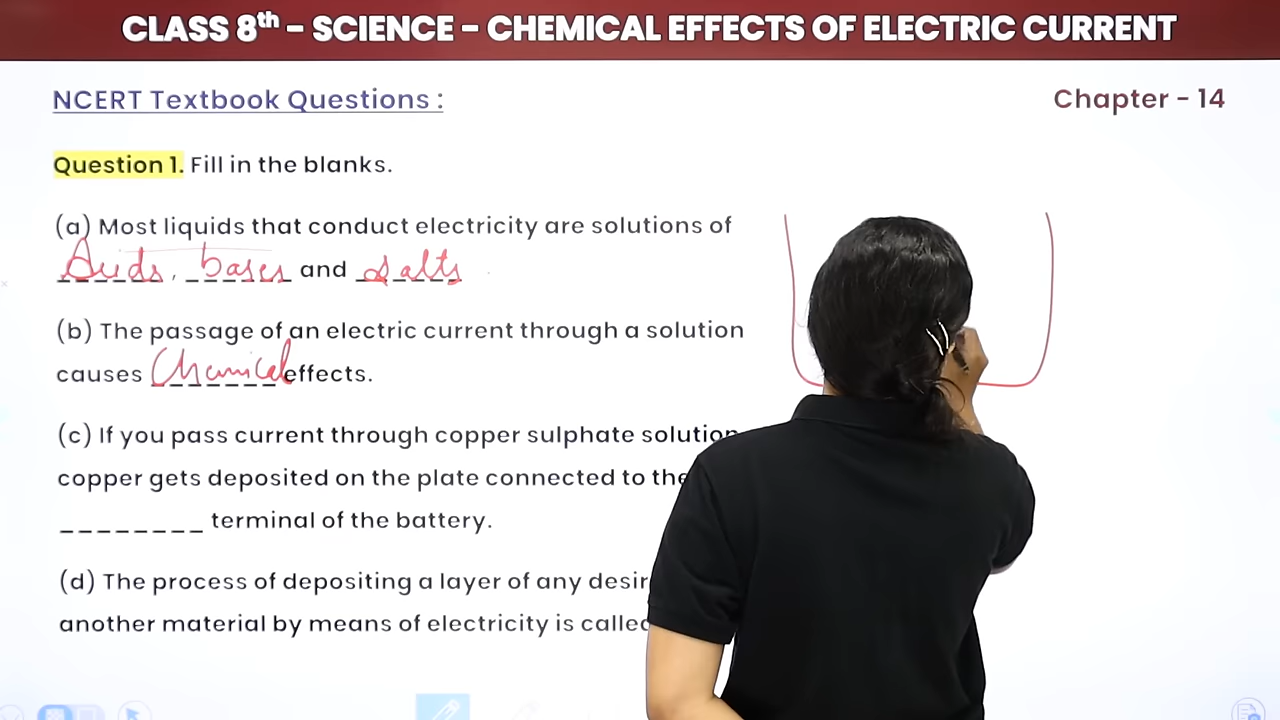 CLASS 8th - SCIENCE - CHEMICAL EFFECTS OF ELECTRIC CURRENT
NCERT Textbook Questions :
Chapter - 14
Question 1. Fill in the blanks.
(a) Most liquids that conduct electricity are solutions of
Acids, bases and salts
(b) The passage of an electric current through a solution
causes Chemical effects.
(c) If you pass current through copper sulphate solution
copper gets deposited on the plate connected to the
________ terminal of the battery.
(d) The process of depositing a layer of any
another material by means of electricity is called